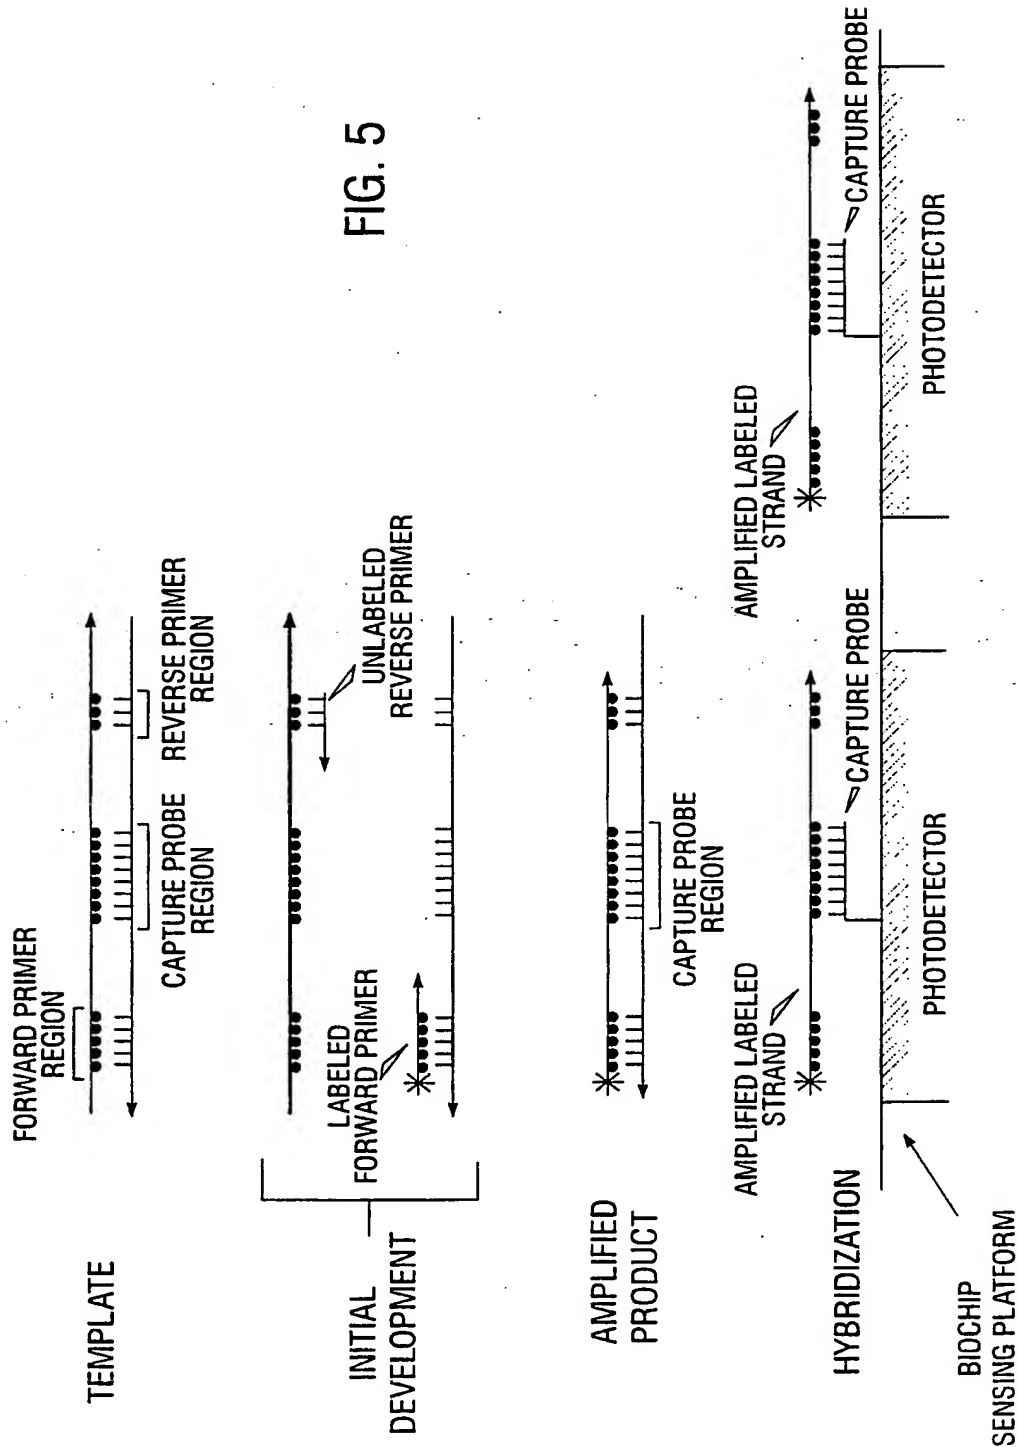 FIG. 5
TEMPLATE
FORWARD PRIMER
REGION
CAPTURE PROBE
REGION
REVERSE PRIMER
REGION
INITIAL
DEVELOPMENT
LABELED
FORWARD PRIMER
UNLABELED
REVERSE PRIMER
AMPLIFIED
PRODUCT
CAPTURE PROBE
REGION
HYBRIDIZATION
AMPLIFIED LABELED
STRAND
CAPTURE PROBE
PHOTODETECTOR
AMPLIFIED LABELED
STRAND
CAPTURE PROBE
PHOTODETECTOR
BIOCHIP
SENSING PLATFORM